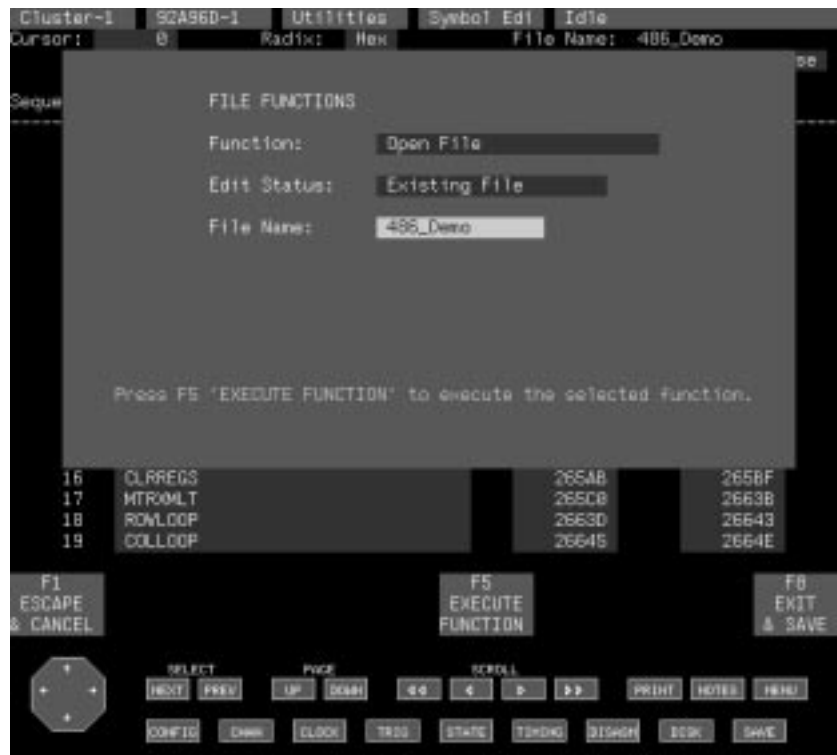 Cluster-1 92A96D-1 Utilities Symbol Edi Idle
Cursor: 0 Radix: Hex File Name: 486_Demo
se
Seque
FILE FUNCTIONS
Function: Open File
Edit Status: Existing File
File Name: 486_Demo
Press F5 'EXECUTE FUNCTION' to execute the selected function.
16 CLRREGS 265AB 265BF
17 MTRXMLT 265C0 2663B
18 ROWLOOP 2663D 26643
19 COLLOOP 26645 2664E
F1 F5 F8
ESCAPE EXECUTE EXIT
& CANCEL FUNCTION & SAVE
SELECT PAGE SCROLL
NEXT PREV UP DOWN PRINT NOTES MENU
CONFIG CHAN CLOCK TRIG STATE TIMING DISASM DISK SAVE